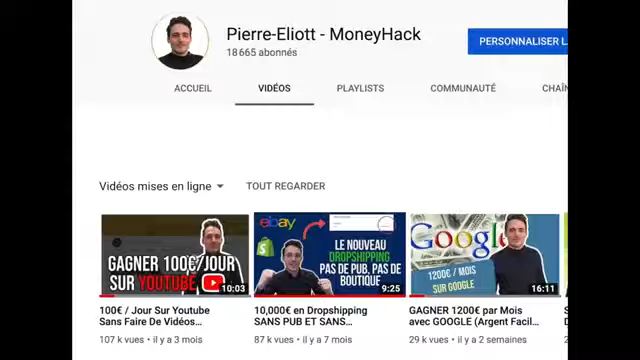 Pierre-Eliott - MoneyHack
18 665 abonnés
PERSONNALISER L
ACCUEIL
VIDÉOS
PLAYLISTS
COMMUNAUTÉ
CHAÎN
Vidéos mises en ligne
TOUT REGARDER
GAGNER 100€/JOUR
SUR YOUTUBE
10:03
ebay
LE NOUVEAU
DROPSHIPPING
PAS DE PUB, PAS DE
BOUTIQUE
9:25
Google
1200€ / MOIS
SUR GOOGLE
16:11
100€ / Jour Sur Youtube
Sans Faire De Vidéos...
107 k vues • il y a 3 mois
10,000€ en Dropshipping
SANS PUB ET SANS...
87 k vues • il y a 7 mois
GAGNER 1200€ par Mois
avec GOOGLE (Argent Facil...
29 k vues • il y a 2 semaines